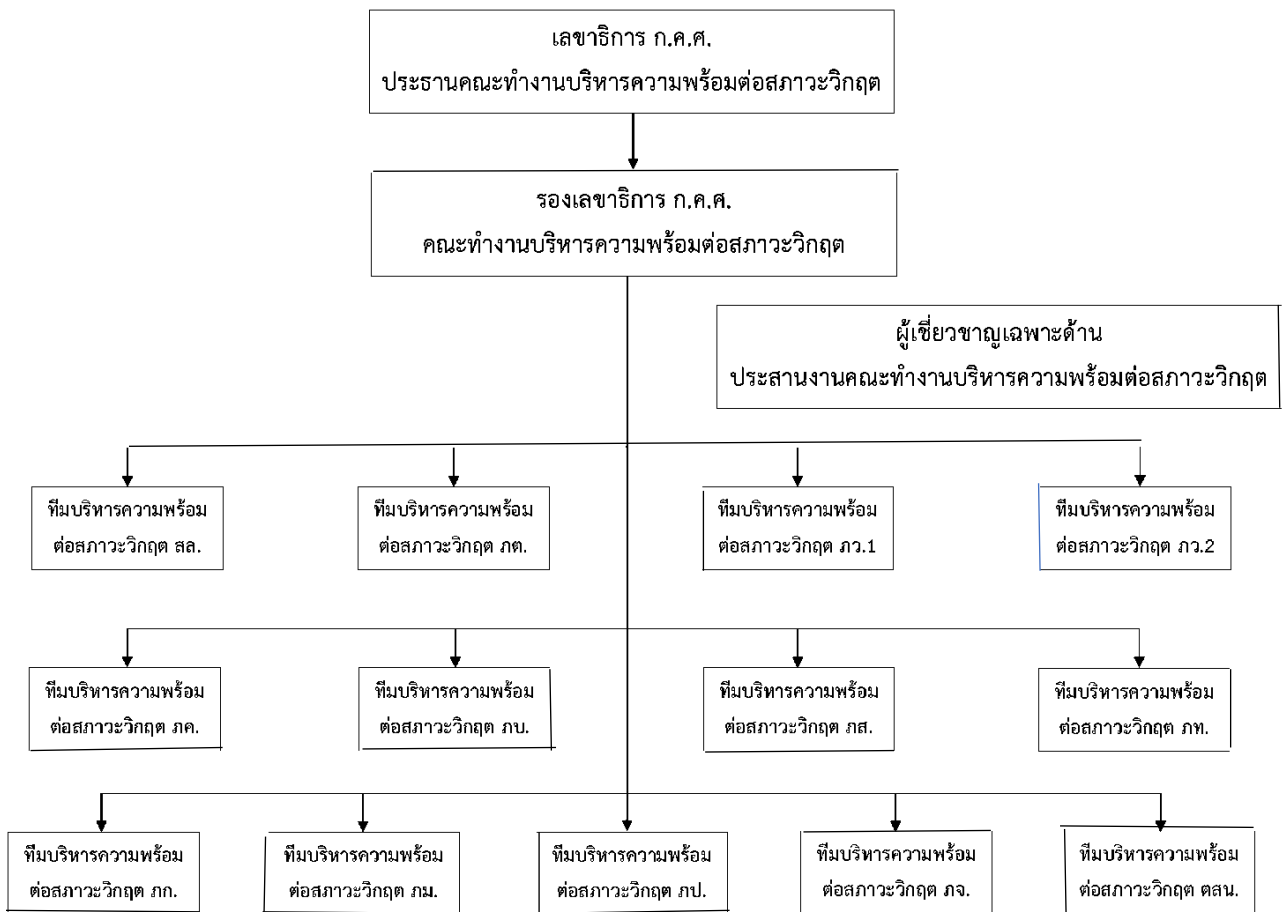 เลขาธิการ ก.ค.ศ.
ประธานคณะทำงานบริหารความพร้อมต่อสภาวะวิกฤต
รองเลขาธิการ ก.ค.ศ.
คณะทำงานบริหารความพร้อมต่อสภาวะวิกฤต
ผู้เชี่ยวชาญเฉพาะด้าน
ประสานงานคณะทำงานบริหารความพร้อมต่อสภาวะวิกฤต
ทีมบริหารความพร้อม
ต่อสภาวะวิกฤต สล.
ทีมบริหารความพร้อม
ต่อสภาวะวิกฤต ภต.
ทีมบริหารความพร้อม
ต่อสภาวะวิกฤต ภว.1
ทีมบริหารความพร้อม
ต่อสภาวะวิกฤต ภว.2
ทีมบริหารความพร้อม
ต่อสภาวะวิกฤต ภค.
ทีมบริหารความพร้อม
ต่อสภาวะวิกฤต ภบ.
ทีมบริหารความพร้อม
ต่อสภาวะวิกฤต ภส.
ทีมบริหารความพร้อม
ต่อสภาวะวิกฤต ภท.
ทีมบริหารความพร้อม
ต่อสภาวะวิกฤต ภก.
ทีมบริหารความพร้อม
ต่อสภาวะวิกฤต ภม.
ทีมบริหารความพร้อม
ต่อสภาวะวิกฤต ภป.
ทีมบริหารความพร้อม
ต่อสภาวะวิกฤต ภจ.
ทีมบริหารความพร้อม
ต่อสภาวะวิกฤต ตสน.